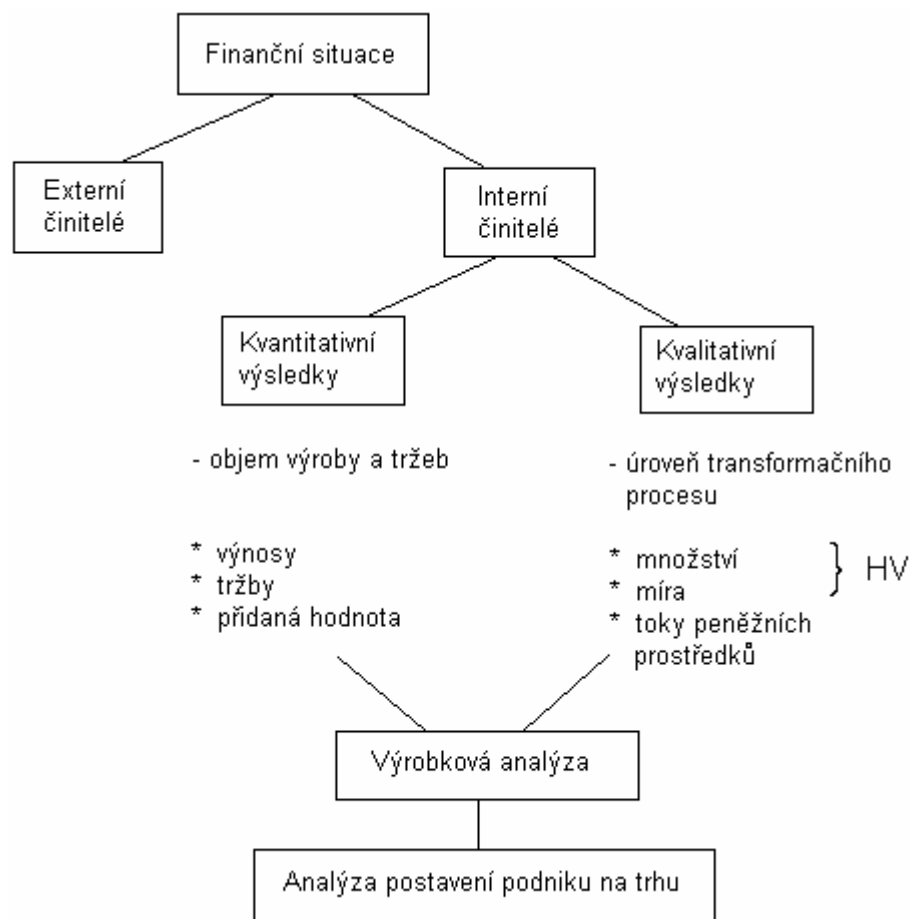 Finanční situace
Externí
činitelé
Interní
činitelé
Kvantitativní
výsledky
Kvalitativní
výsledky
- objem výroby a tržeb
- úroveň transformačního
procesu
* výnosy
* tržby
* přidaná hodnota
* množství
* míra
} HV
* toky peněžních
prostředků
Výrobková analýza
Analýza postavení podniku na trhu